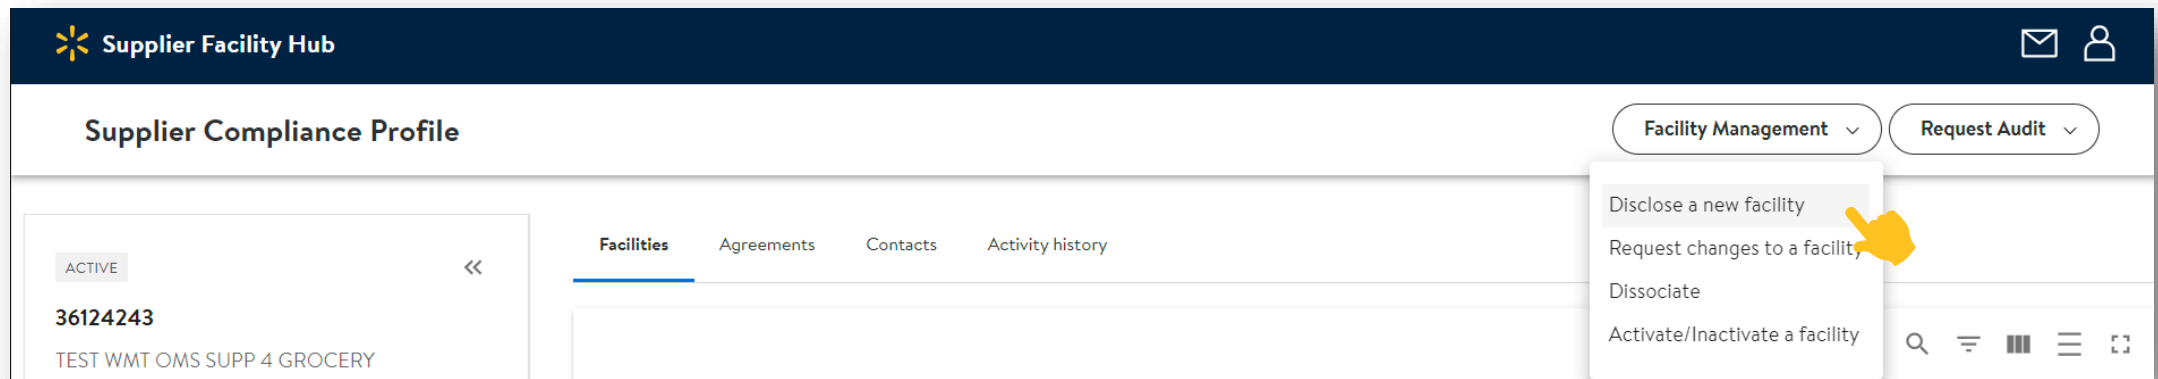 Supplier Facility Hub
Supplier Compliance Profile
Facility Management
Request Audit
Disclose a new facility
Request changes to a facility
Dissociate
Activate/Inactivate a facility
Facilities
Agreements
Contacts
Activity history
ACTIVE
36124243
TEST WMT OMS SUPP 4 GROCERY